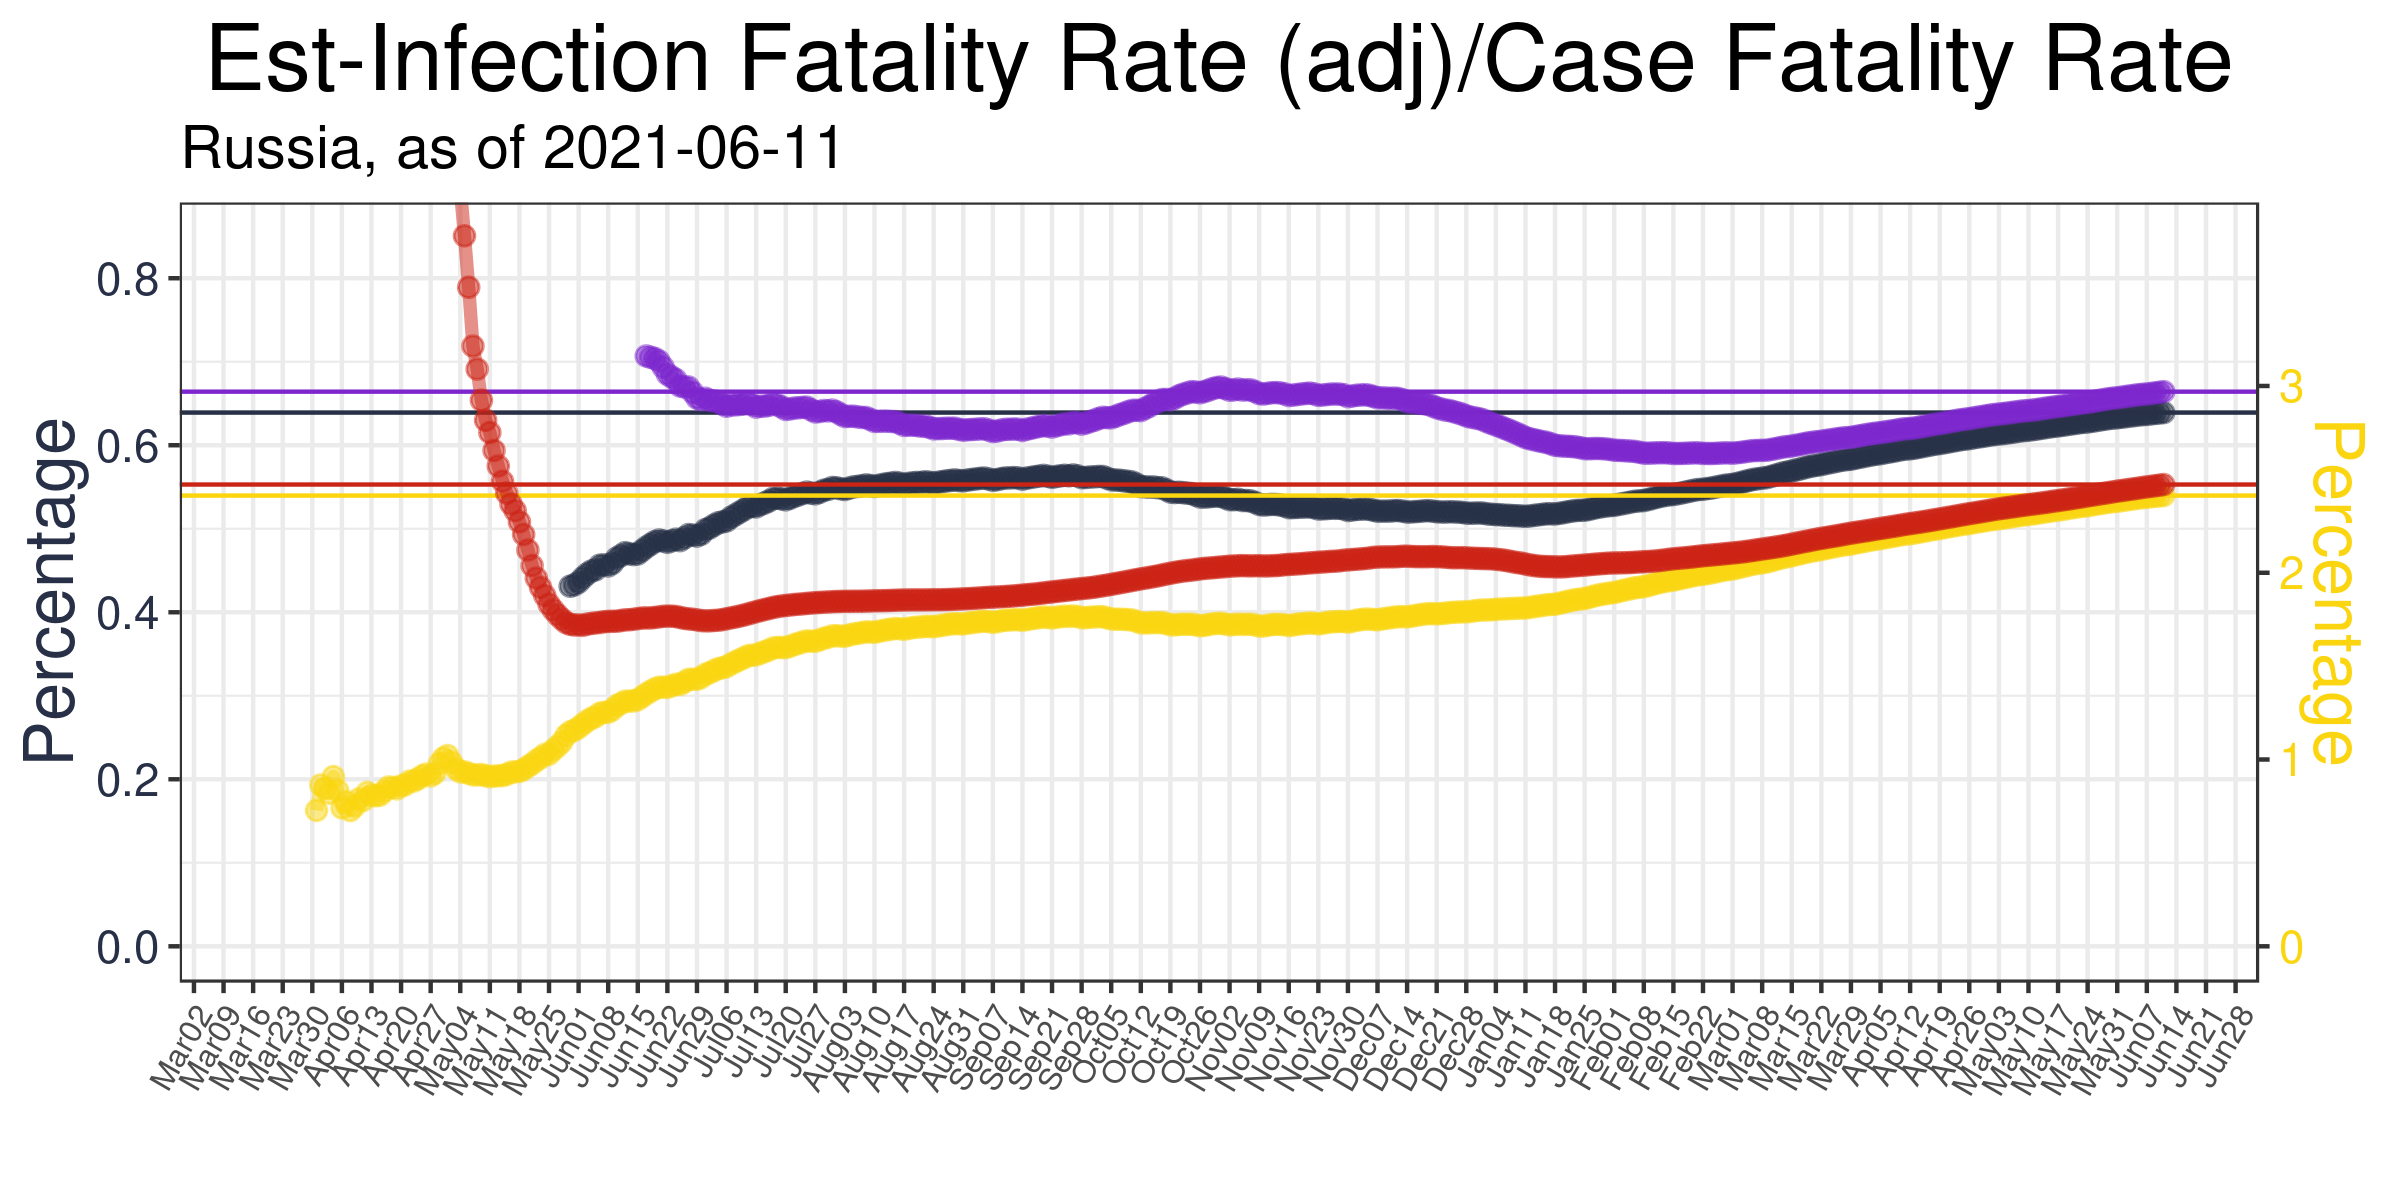 Est-Infection Fatality Rate (adj)/Case Fatality Rate
Russia, as of 2021-06-11
Percentage
0.8
0.6
0.4
0.2
0.0
3
2
1
0
Percentage
Mar02
Mar09
Mar16
Mar23
Mar30
Apr06
Apr13
Apr20
Apr27
May04
May11
May18
May25
Jun01
Jun08
Jun15
Jun22
Jun29
Jul06
Jul13
Jul20
Jul27
Aug03
Aug10
Aug17
Aug24
Aug31
Sep07
Sep14
Sep21
Sep28
Oct05
Oct12
Oct19
Oct26
Nov02
Nov09
Nov16
Nov23
Nov30
Dec07
Dec14
Dec21
Dec28
Jan04
Jan11
Jan18
Jan25
Feb01
Feb08
Feb15
Feb22
Mar01
Mar08
Mar15
Mar22
Mar29
Apr05
Apr12
Apr19
Apr26
May03
May10
May17
May24
May31
Jun07
Jun14
Jun21
Jun28